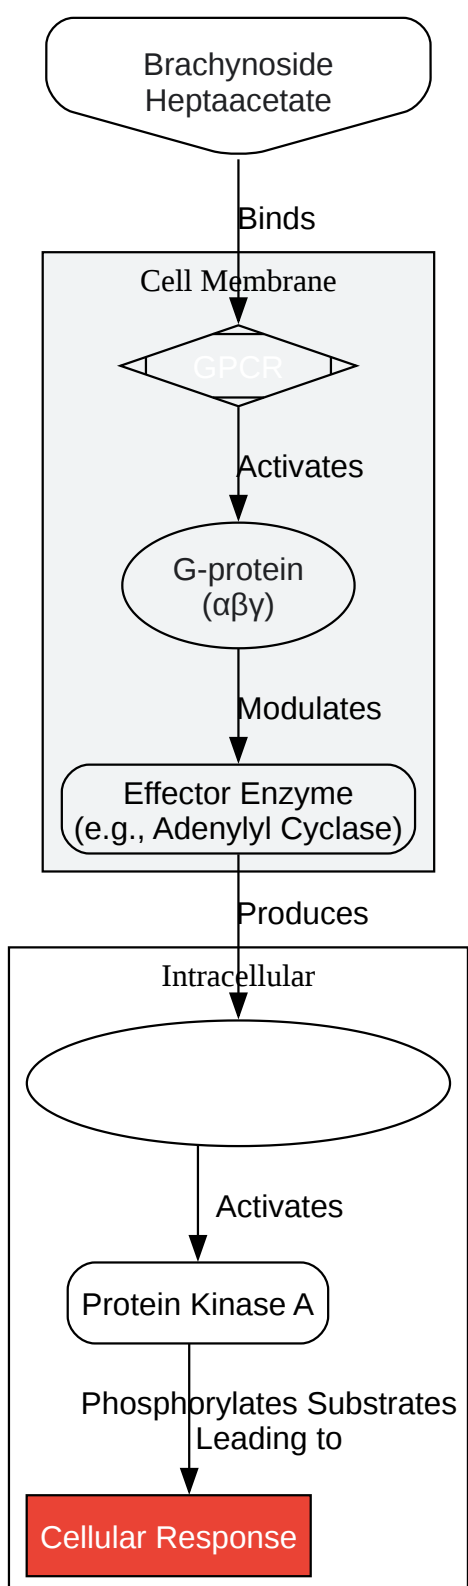 Brachynoside
Heptaacetate
Binds
Cell Membrane
GPCR
Activates
G-protein
(αβγ)
Modulates
Effector Enzyme
(e.g., Adenylyl Cyclase)
Produces
Intracellular
Activates
Protein Kinase A
Phosphorylates Substrates
Leading to
Cellular Response